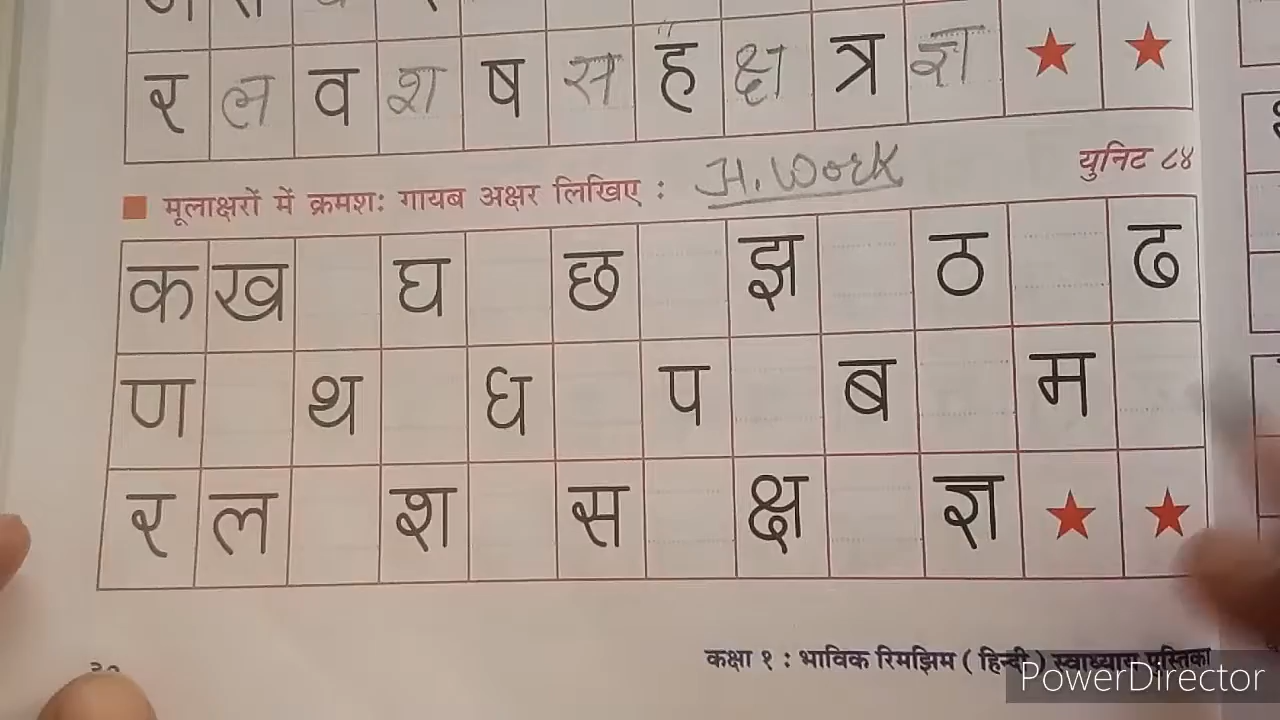 र ल व श ष स ह क्ष त्र ज्ञ
मूलाक्षरों में क्रमशः गायब अक्षर लिखिए : H. Work युनिट ८४
क ख घ छ झ ठ ढ
ण थ ध प ब म
र ल श स क्ष ज्ञ
कक्षा १ : भाविक रिमझिम ( हिन्दी ) स्वाध्याय पुस्तिका
PowerDirector